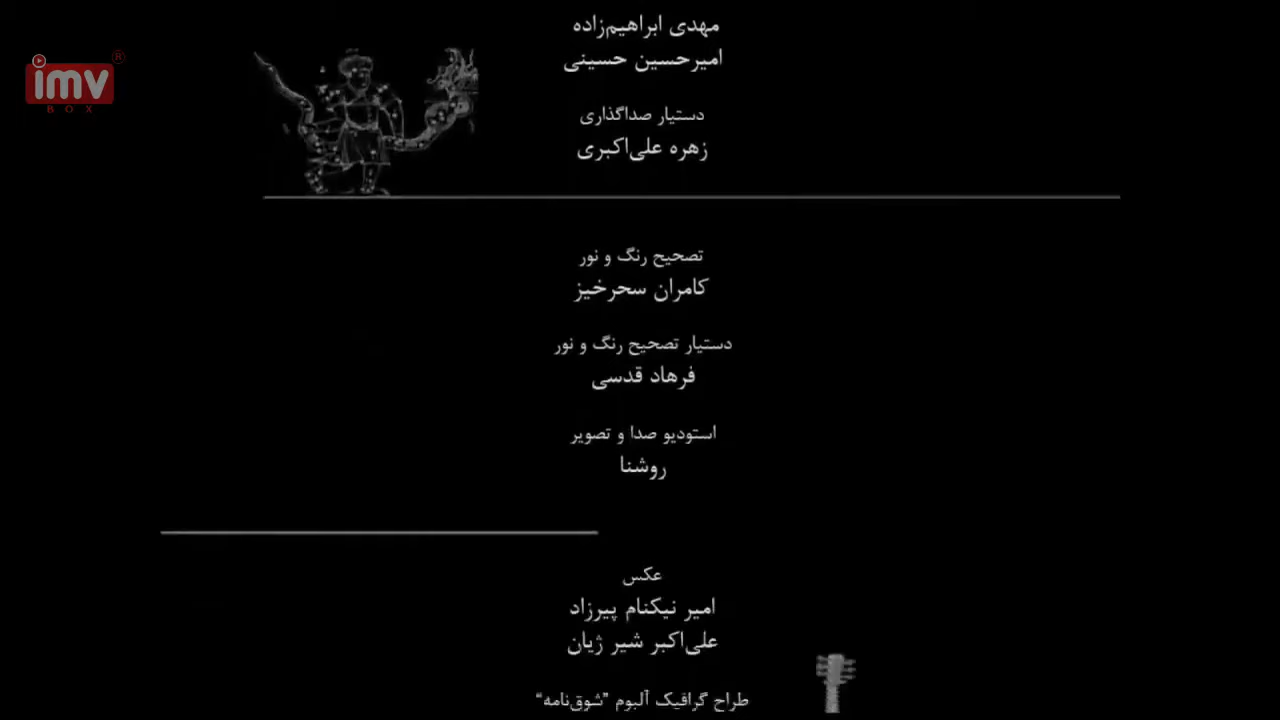 imv®
BOX
مهدی ابراهیم‌زاده
امیرحسین حسینی
دستیار صداگذاری
زهره علی‌اکبری
تصحیح رنگ و نور
کامران سحرخیز
دستیار تصحیح رنگ و نور
فرهاد قدسی
استودیو صدا و تصویر
روشنا
عکس
امیر نیکنام پیرزاد
علی‌اکبر شیر ژیان
طراح گرافیک آلبوم ”شوق‌نامه“